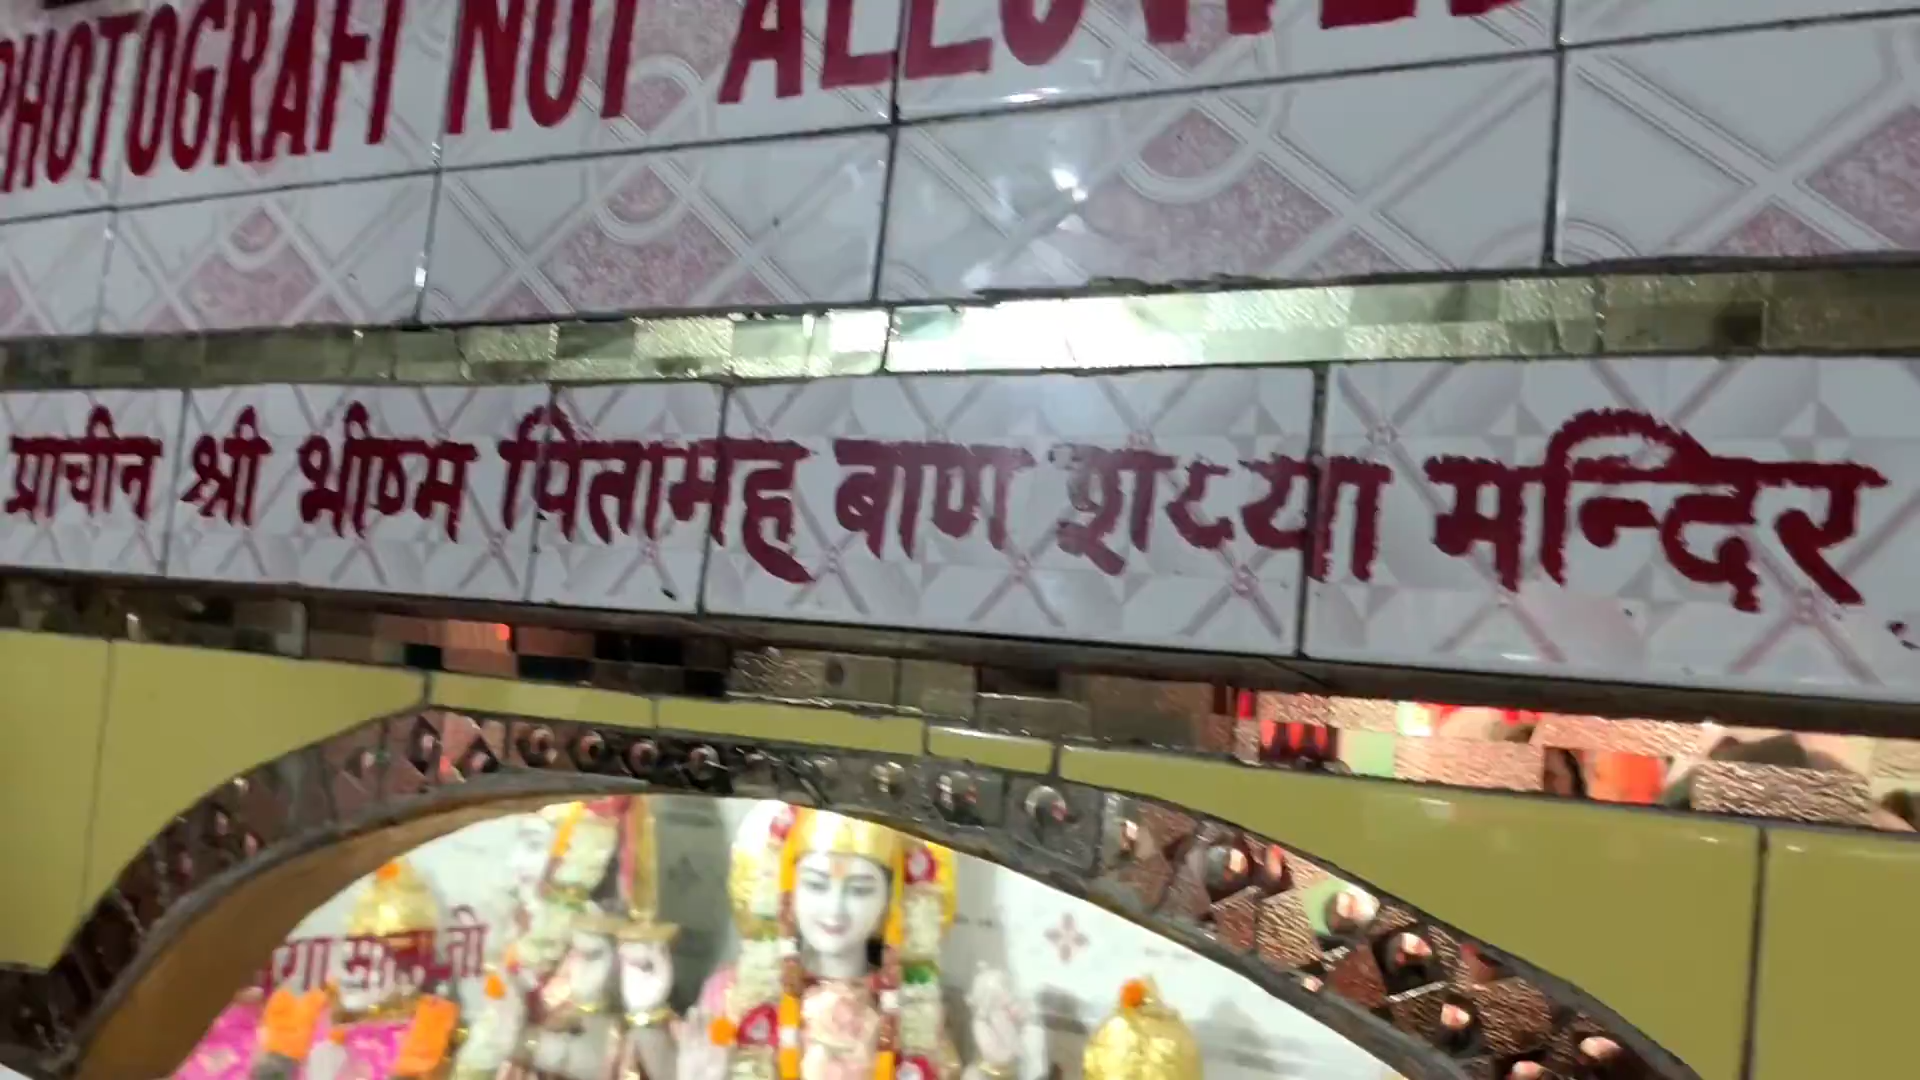 PHOTOGRAFI NOT ALLOWED
प्राचीन श्री भीष्म पितामह बाण शय्या मन्दिर
माता जी